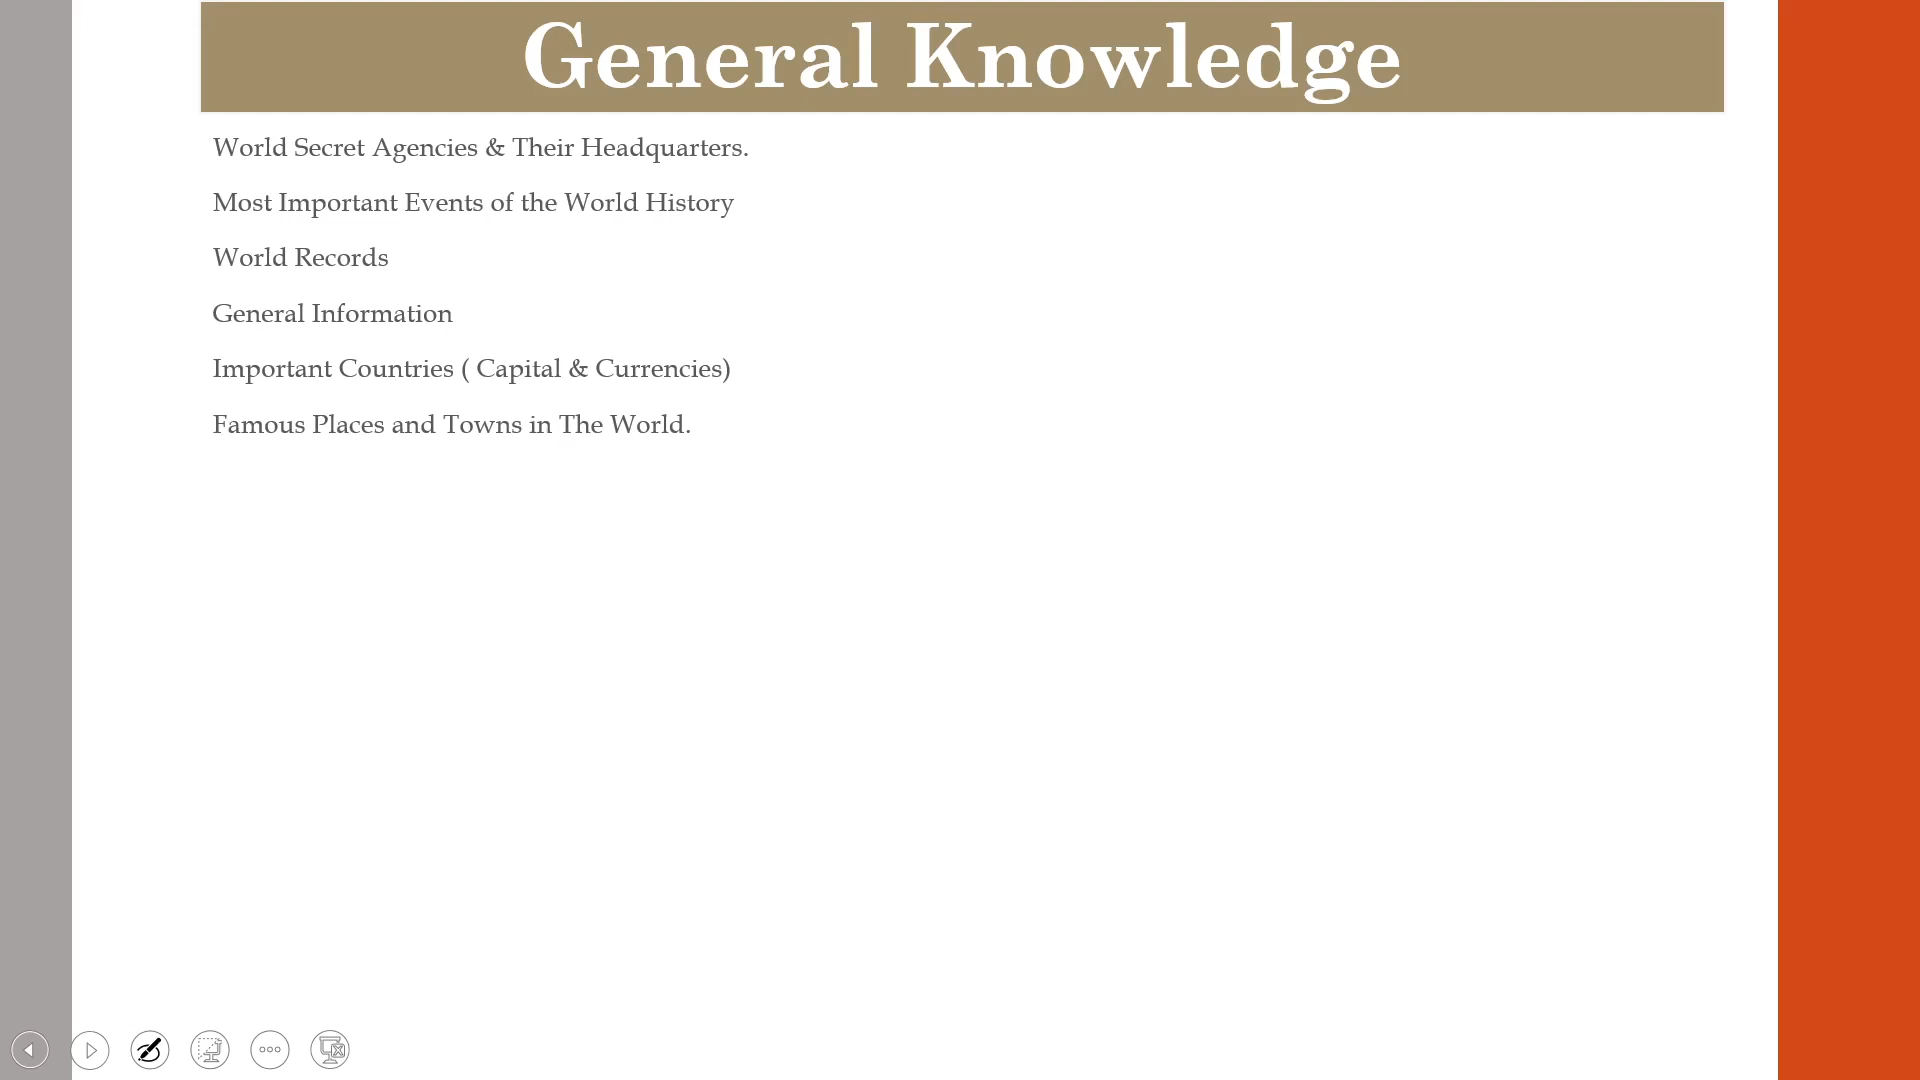 General Knowledge
World Secret Agencies & Their Headquarters.
Most Important Events of the World History
World Records
General Information
Important Countries ( Capital & Currencies)
Famous Places and Towns in The World.